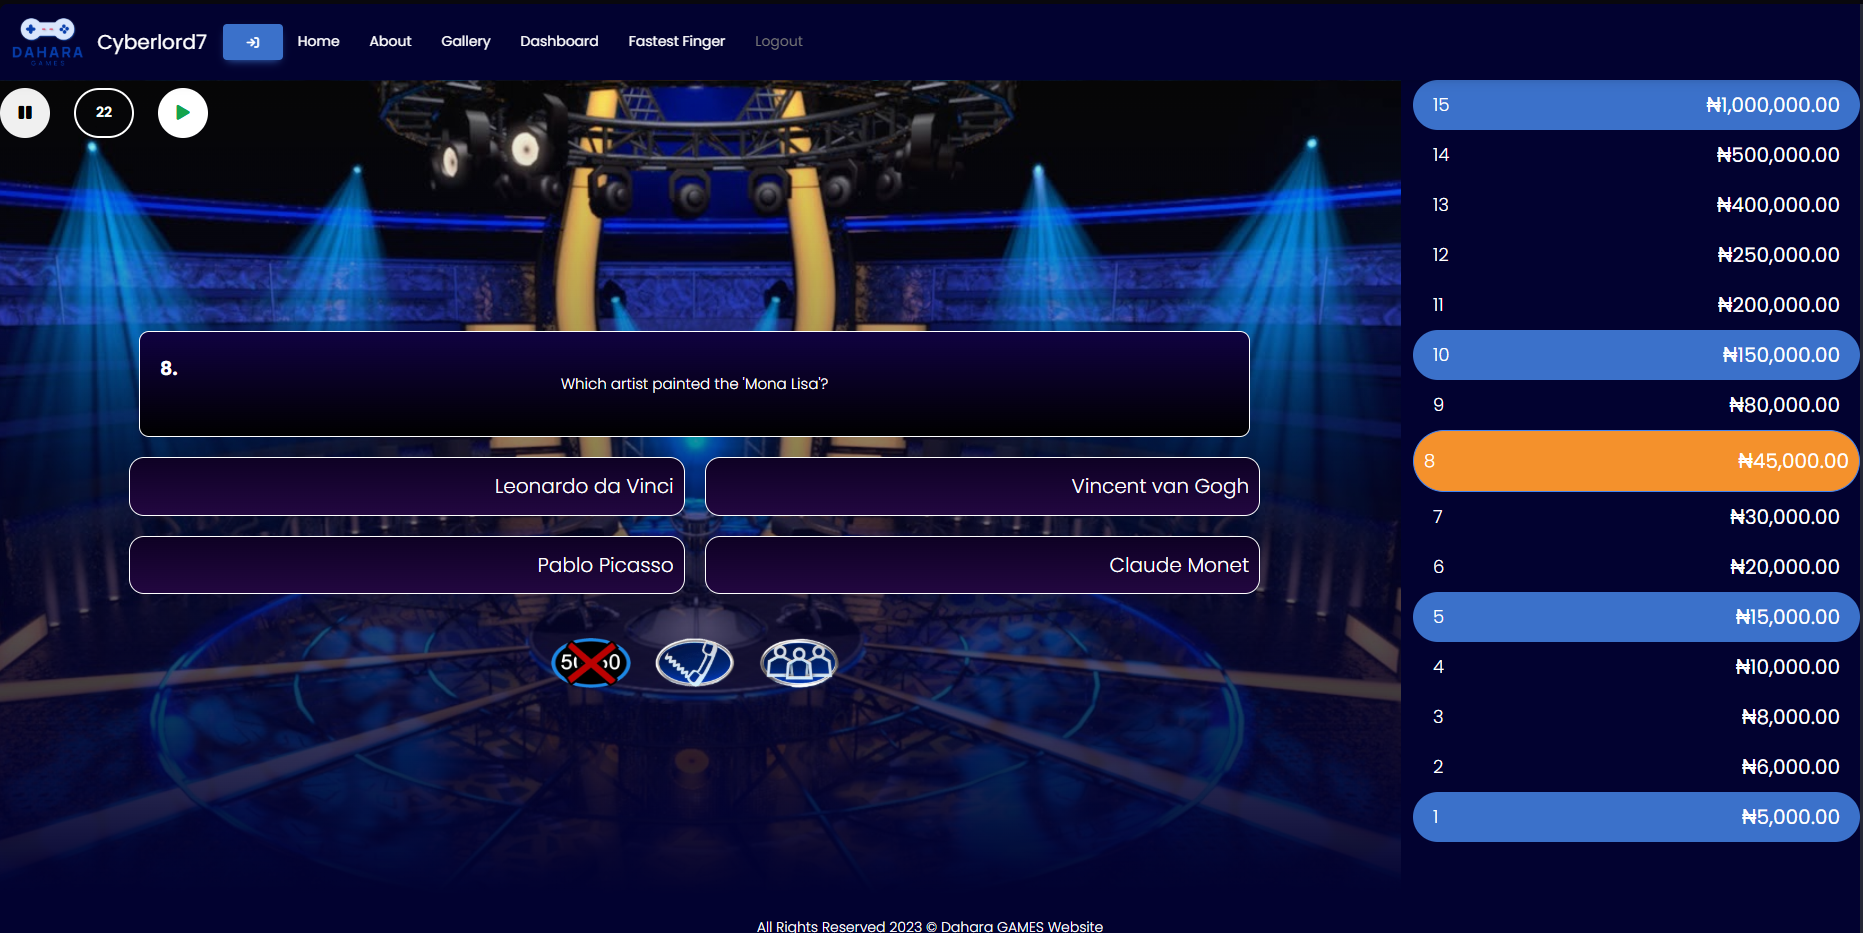 DAHARA
GAMES
Cyberlord7
Home
About
Gallery
Dashboard
Fastest Finger
Logout
22
8.
Which artist painted the 'Mona Lisa'?
Leonardo da Vinci
Vincent van Gogh
Pablo Picasso
Claude Monet
15 ₦1,000,000.00
14 ₦500,000.00
13 ₦400,000.00
12 ₦250,000.00
11 ₦200,000.00
10 ₦150,000.00
9 ₦80,000.00
8 ₦45,000.00
7 ₦30,000.00
6 ₦20,000.00
5 ₦15,000.00
4 ₦10,000.00
3 ₦8,000.00
2 ₦6,000.00
1 ₦5,000.00
All Rights Reserved 2023 © Dahara GAMES Website